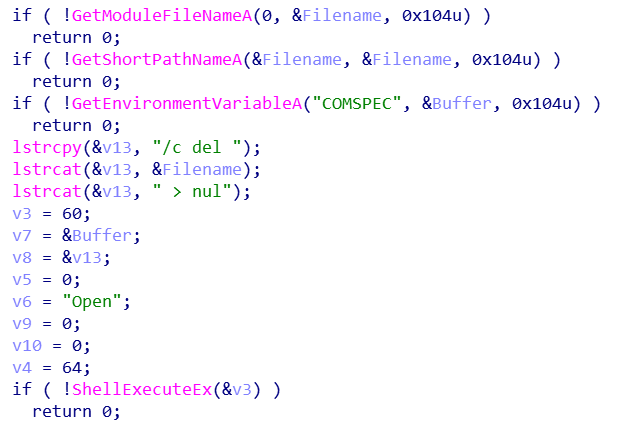 if ( !GetModuleFileNameA(0, &Filename, 0x104u) )
return 0;
if ( !GetShortPathNameA(&Filename, &Filename, 0x104u) )
return 0;
if ( !GetEnvironmentVariableA("COMSPEC", &Buffer, 0x104u) )
return 0;
lstrcpy(&v13, "/c del ");
lstrcat(&v13, &Filename);
lstrcat(&v13, " > nul");
v3 = 60;
v7 = &Buffer;
v8 = &v13;
v5 = 0;
v6 = "Open";
v9 = 0;
v10 = 0;
v4 = 64;
if ( !ShellExecuteEx(&v3) )
return 0;